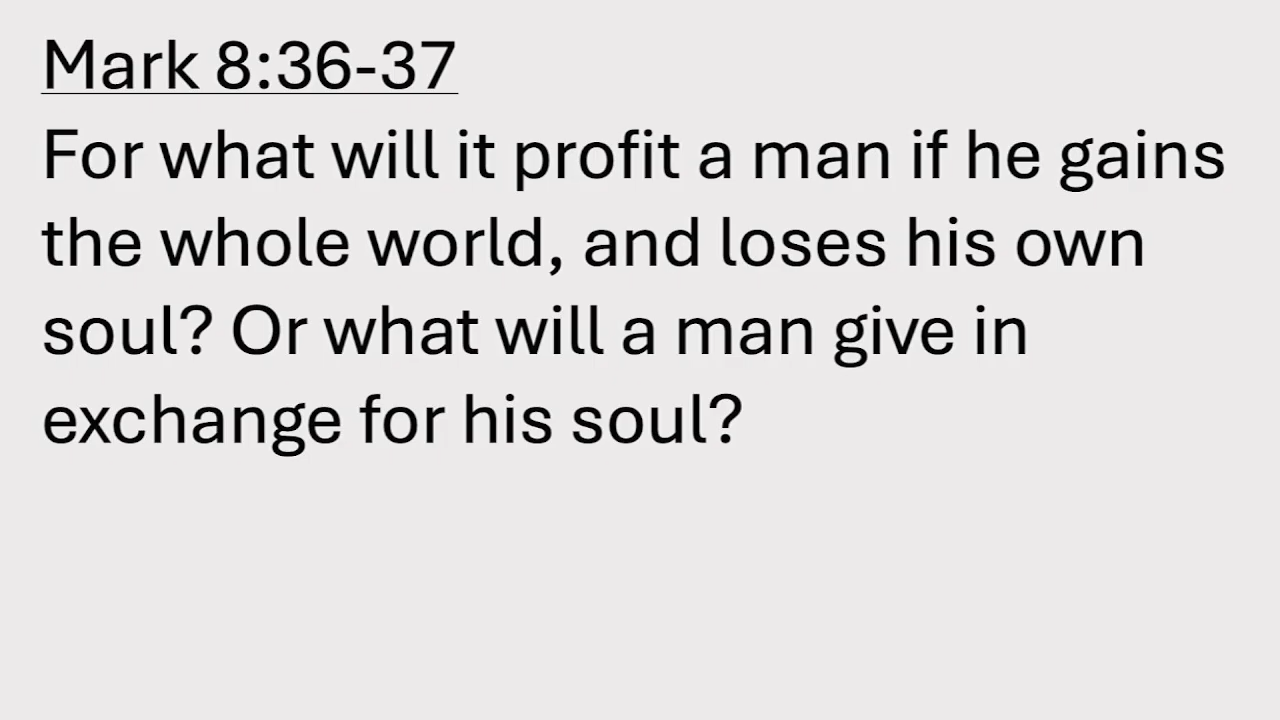 Mark 8:36-37
For what will it profit a man if he gains
the whole world, and loses his own
soul? Or what will a man give in
exchange for his soul?